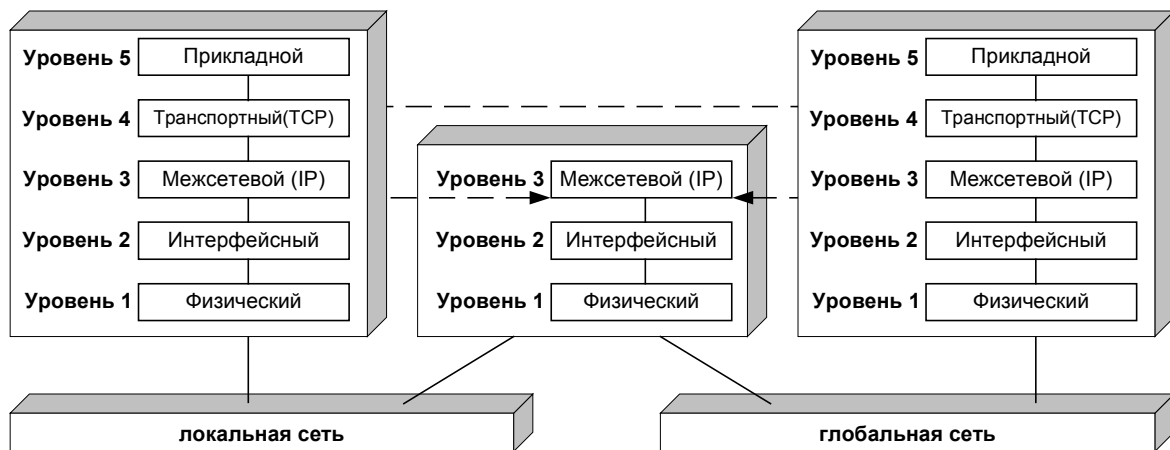 Уровень 5 Прикладной
Уровень 4 Транспортный(TCP)
Уровень 3 Межсетевой (IP)
Уровень 2 Интерфейсный
Уровень 1 Физический
Уровень 3 Межсетевой (IP)
Уровень 2 Интерфейсный
Уровень 1 Физический
Уровень 5 Прикладной
Уровень 4 Транспортный(TCP)
Уровень 3 Межсетевой (IP)
Уровень 2 Интерфейсный
Уровень 1 Физический
локальная сеть
глобальная сеть